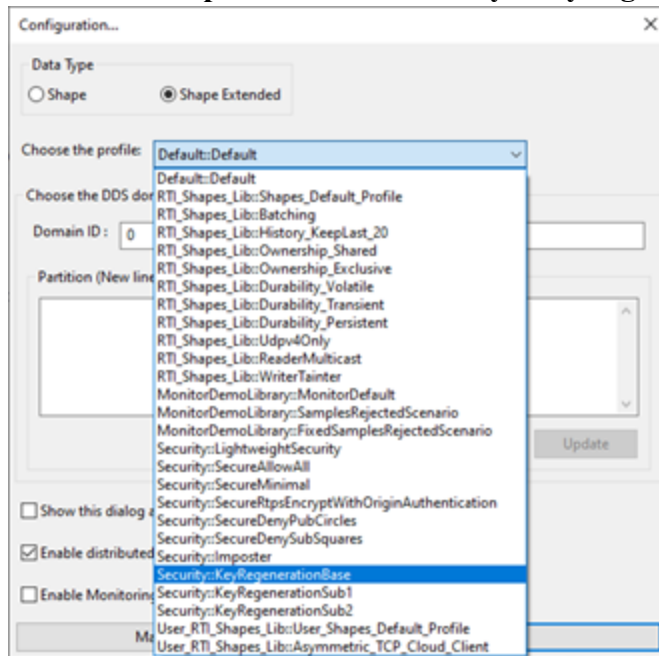 Configuration...
Data Type
Shape
Shape Extended
Choose the profile:
Default::Default
Default::Default
Choose the DDS dor
RTI_Shapes_Lib::Shapes_Default_Profile
RTI_Shapes_Lib::Batching
Domain ID :
0
RTI_Shapes_Lib::History_KeepLast_20
RTI_Shapes_Lib::Ownership_Shared
RTI_Shapes_Lib::Ownership_Exclusive
Partition (New line
RTI_Shapes_Lib::Durability_Volatile
RTI_Shapes_Lib::Durability_Transient
RTI_Shapes_Lib::Durability_Persistent
RTI_Shapes_Lib::Udpv4Only
RTI_Shapes_Lib::ReaderMulticast
RTI_Shapes_Lib::WriterTainter
MonitorDemoLibrary::MonitorDefault
MonitorDemoLibrary::SamplesRejectedScenario
MonitorDemoLibrary::FixedSamplesRejectedScenario
Security::LightweightSecurity
Update
Security::SecureAllowAll
Security::SecureMinimal
Security::SecureRtpsEncryptWithOriginAuthentication
Show this dialog a
Security::SecureDenyPubCircles
Security::SecureDenySubSquares
Enable distributed
Security::Imposter
Security::KeyRegenerationBase
Enable Monitoring
Security::KeyRegenerationSub1
Security::KeyRegenerationSub2
User_RTI_Shapes_Lib::User_Shapes_Default_Profile
Ma
User_RTI_Shapes_Lib::Asymmetric_TCP_Cloud_Client